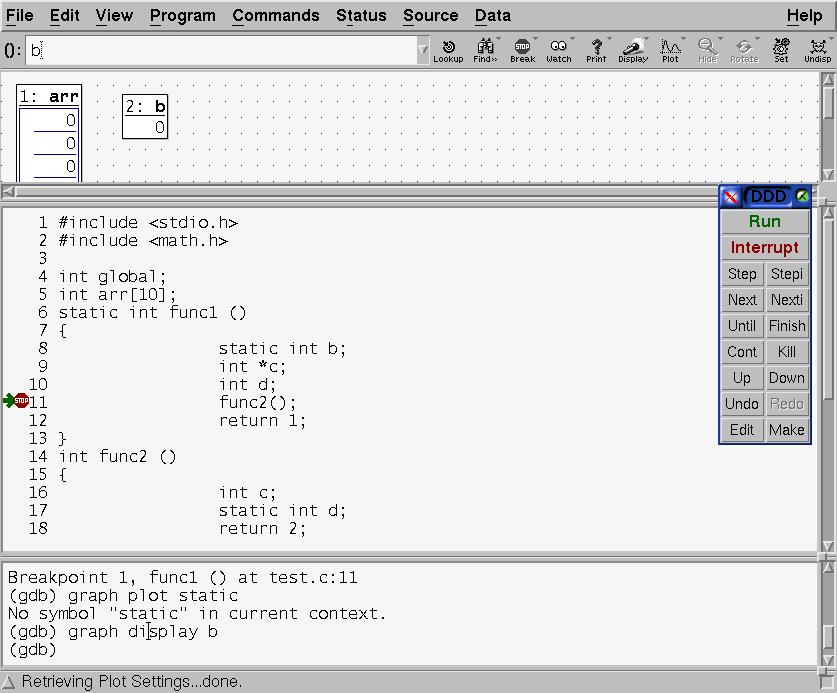 File Edit View Program Commands Status Source Data Help
(): b
Lookup Find>> Break Watch Print Display Plot Hide Rotate Set Undisp
1: arr
0
0
0
2: b
0
DDD
Run
Interrupt
Step Stepi
Next Nexti
Until Finish
Cont Kill
Up Down
Undo Redo
Edit Make
1 #include <stdio.h>
2 #include <math.h>
3
4 int global;
5 int arr[10];
6 static int func1 ()
7 {
8 static int b;
9 int *c;
10 int d;
STOP 11 func2();
12 return 1;
13 }
14 int func2 ()
15 {
16 int c;
17 static int d;
18 return 2;
Breakpoint 1, func1 () at test.c:11
(gdb) graph plot static
No symbol "static" in current context.
(gdb) graph display b
(gdb)
Retrieving Plot Settings...done.